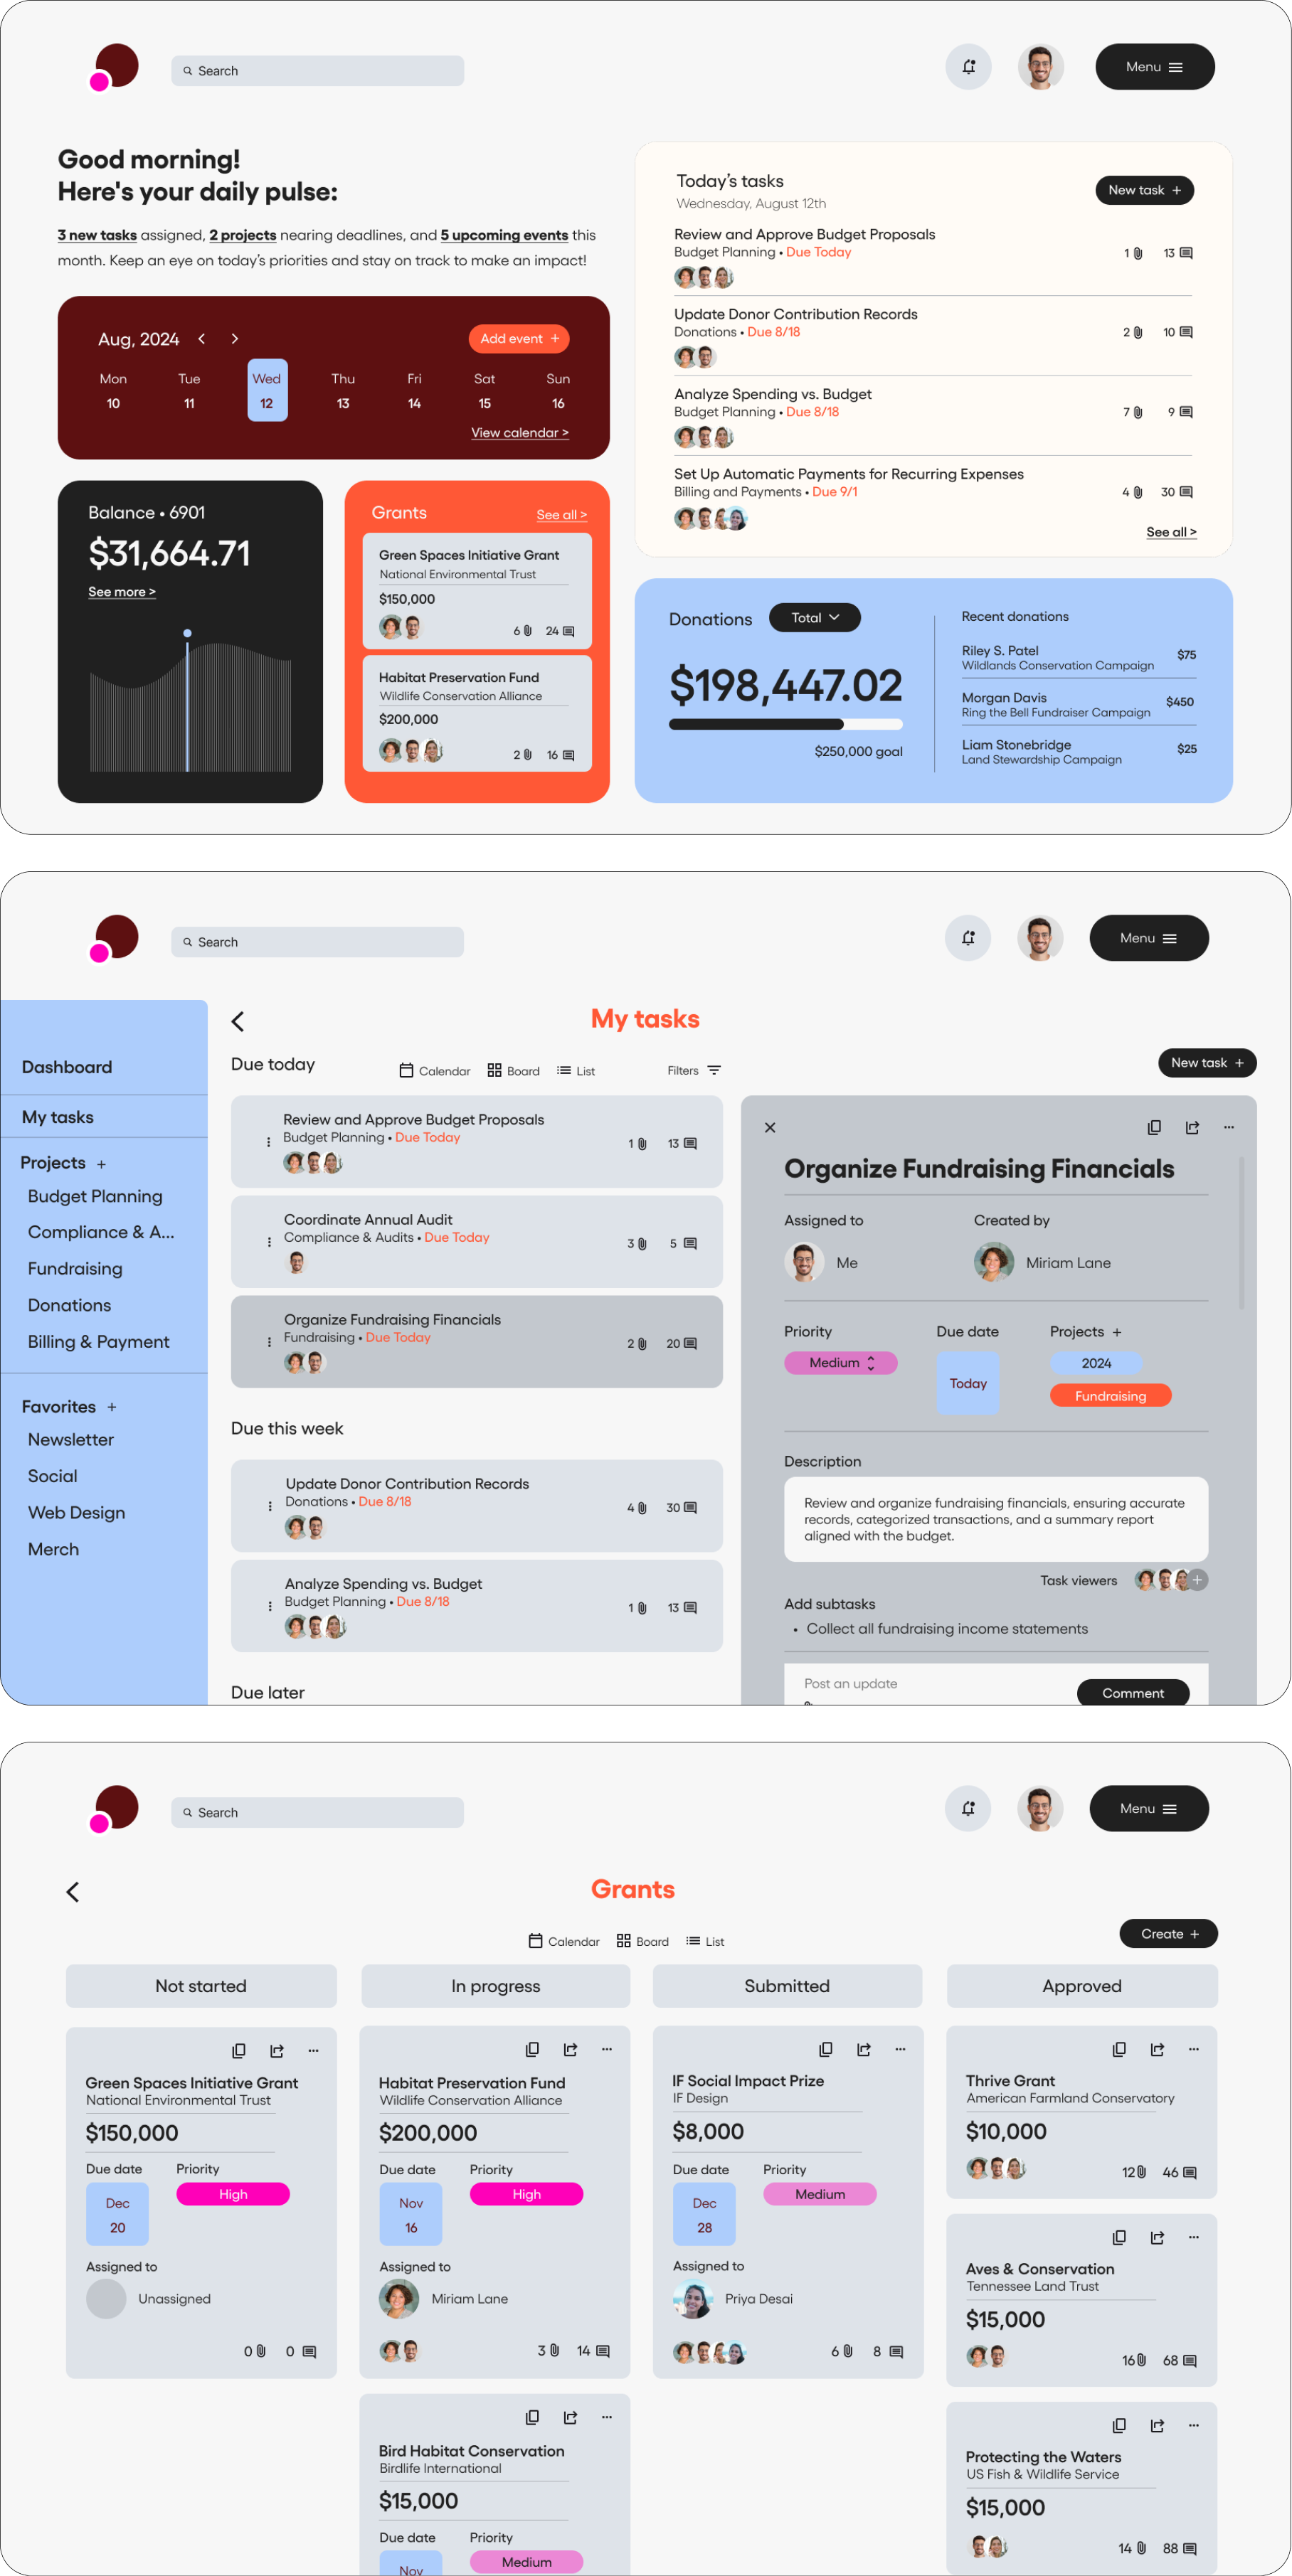 Search
Menu
Good morning!
Here's your daily pulse:
3 new tasks assigned, 2 projects nearing deadlines, and 5 upcoming events this
month. Keep an eye on today's priorities and stay on track to make an impact!
Aug, 2024
Add event +
Mon Tue Wed Thu Fri Sat Sun
10 11 12 13 14 15 16
View calendar >
Balance • 6901
$31,664.71
See more >
Grants
See all >
Green Spaces Initiative Grant
National Environmental Trust
$150,000
6 24
Habitat Preservation Fund
Wildlife Conservation Alliance
$200,000
2 16
Today's tasks
Wednesday, August 12th
New task +
Review and Approve Budget Proposals
Budget Planning • Due Today
1 13
Update Donor Contribution Records
Donations • Due 8/18
2 10
Analyze Spending vs. Budget
Budget Planning • Due 8/18
7 9
Set Up Automatic Payments for Recurring Expenses
Billing and Payments • Due 9/1
4 30
See all >
Donations
Total
$198,447.02
$250,000 goal
Recent donations
Riley S. Patel
Wildlands Conservation Campaign
$75
Morgan Davis
Ring the Bell Fundraiser Campaign
$450
Liam Stonebridge
Land Stewardship Campaign
$25
Search
Menu
Dashboard
My tasks
Projects +
Budget Planning
Compliance & A...
Fundraising
Donations
Billing & Payment
Favorites +
Newsletter
Social
Web Design
Merch
My tasks
Due today
Calendar Board List
Filters
New task +
Review and Approve Budget Proposals
Budget Planning • Due Today
1 13
Coordinate Annual Audit
Compliance & Audits • Due Today
3 5
Organize Fundraising Financials
Fundraising • Due Today
2 20
Due this week
Update Donor Contribution Records
Donations • Due 8/18
4 30
Analyze Spending vs. Budget
Budget Planning • Due 8/18
1 13
Due later
Organize Fundraising Financials
Assigned to
Me
Created by
Miriam Lane
Priority
Medium
Due date
Today
Projects +
2024
Fundraising
Description
Review and organize fundraising financials, ensuring accurate
records, categorized transactions, and a summary report
aligned with the budget.
Task viewers
Add subtasks
• Collect all fundraising income statements
Post an update
Comment
Search
Menu
Grants
Calendar Board List
Create +
Not started
Green Spaces Initiative Grant
National Environmental Trust
$150,000
Due date
Dec
20
Priority
High
Assigned to
Unassigned
0 0
In progress
Habitat Preservation Fund
Wildlife Conservation Alliance
$200,000
Due date
Nov
16
Priority
High
Assigned to
Miriam Lane
3 14
Bird Habitat Conservation
Birdlife International
$15,000
Due date
Nov
Priority
Medium
Submitted
IF Social Impact Prize
IF Design
$8,000
Due date
Dec
28
Priority
Medium
Assigned to
Priya Desai
6 8
Approved
Thrive Grant
American Farmland Conservatory
$10,000
12 46
Aves & Conservation
Tennessee Land Trust
$15,000
16 68
Protecting the Waters
US Fish & Wildlife Service
$15,000
14 88